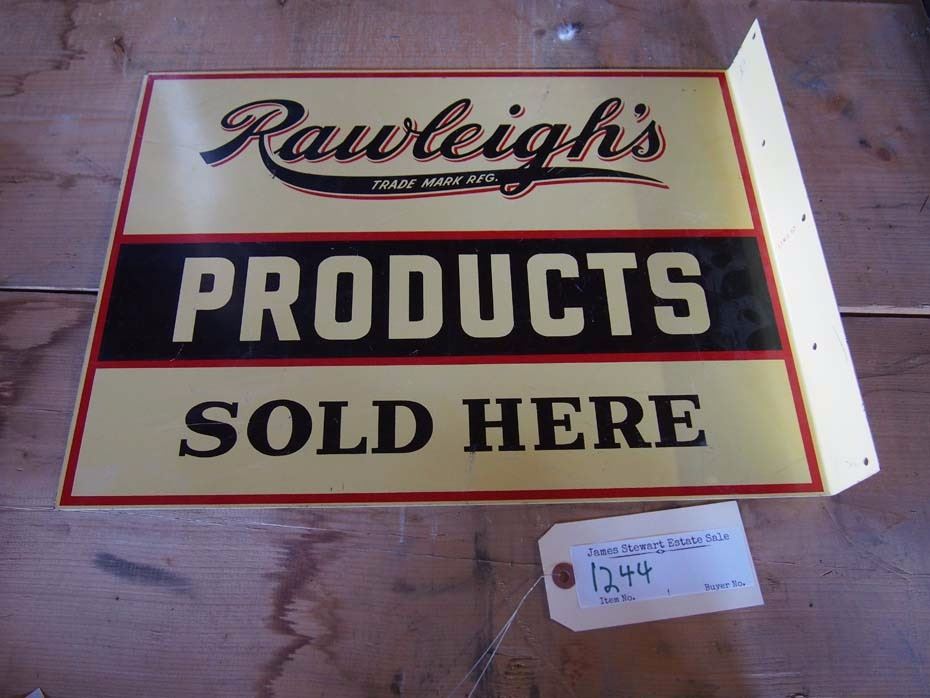 Rawleigh's
TRADE MARK REG.
PRODUCTS
SOLD HERE
James Stewart Estate Sale
1244
Item No. Buyer No.